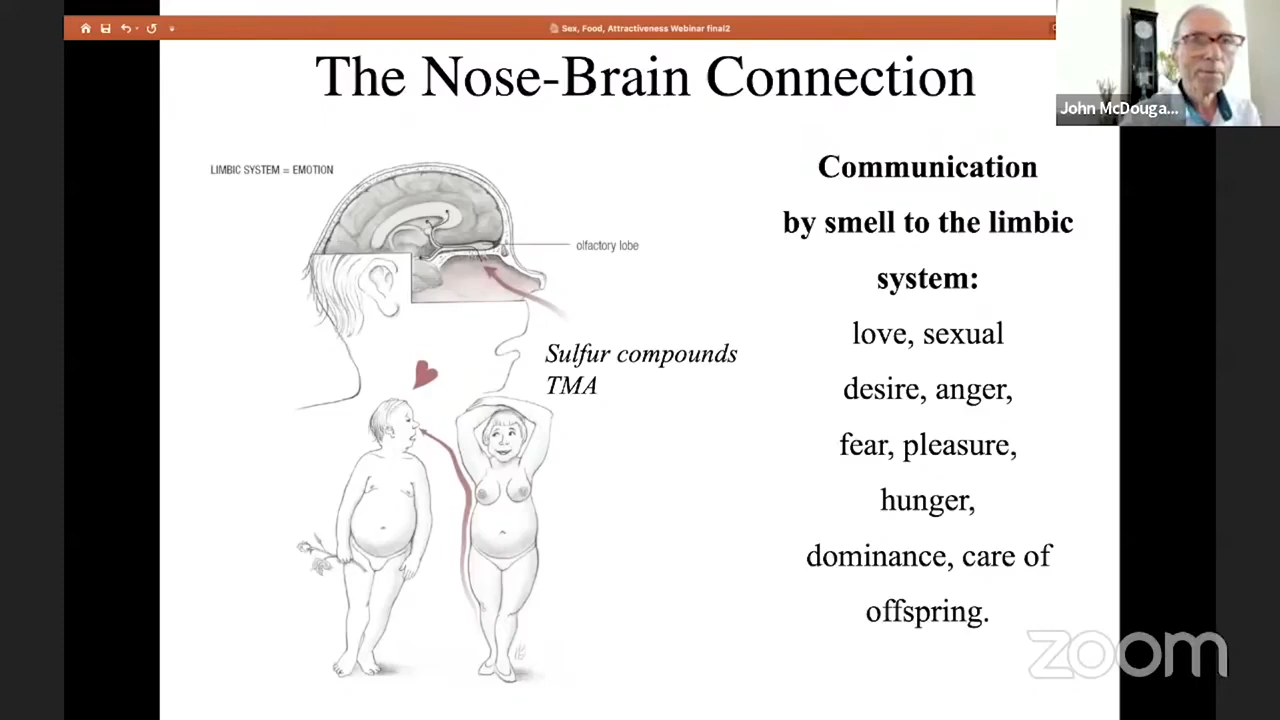 Sex, Food, Attractiveness Webinar final2
The Nose-Brain Connection
John McDouga...
LIMBIC SYSTEM = EMOTION
olfactory lobe
Sulfur compounds
TMA
Communication
by smell to the limbic
system:
love, sexual
desire, anger,
fear, pleasure,
hunger,
dominance, care of
offspring.
zoom